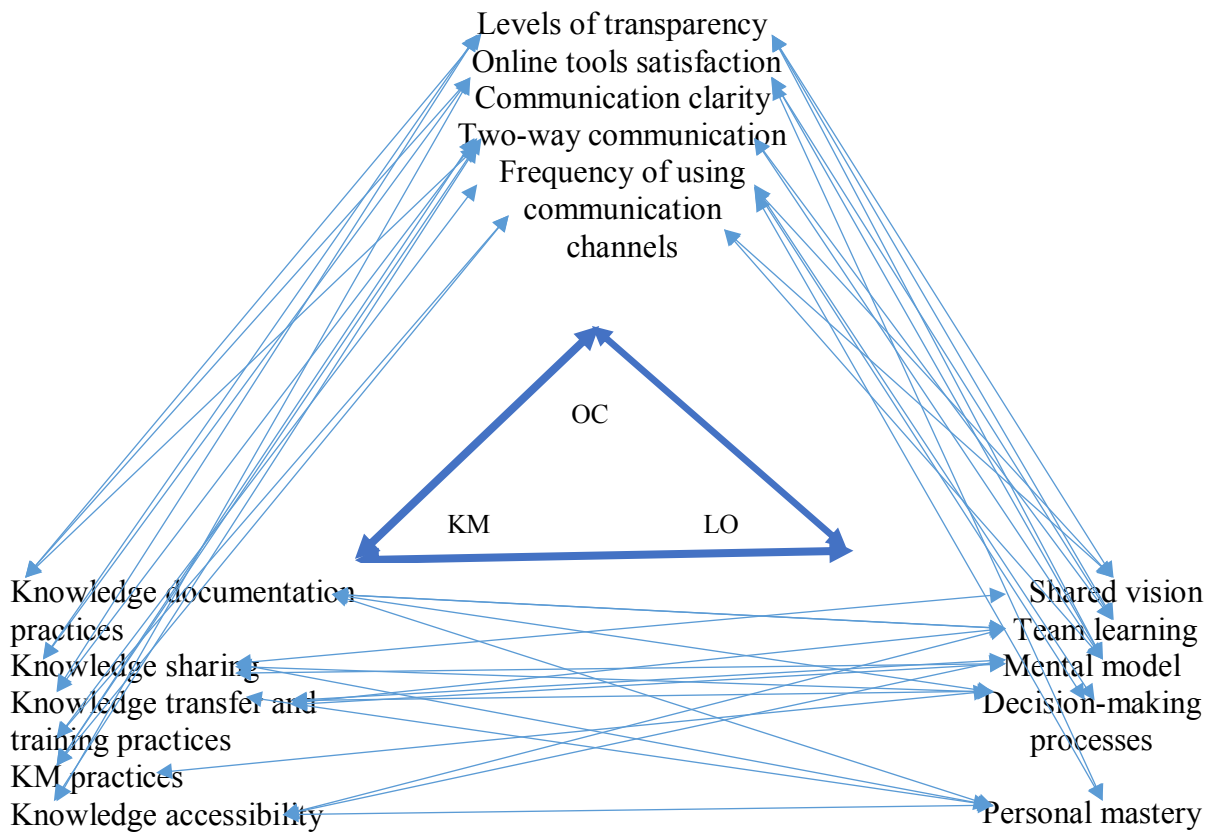 Levels of transparency
Online tools satisfaction
Communication clarity
Two-way communication
Frequency of using
communication
channels
OC
KM
LO
Knowledge documentation
practices
Knowledge sharing
Knowledge transfer and
training practices
KM practices
Knowledge accessibility
Shared vision
Team learning
Mental model
Decision-making
processes
Personal mastery